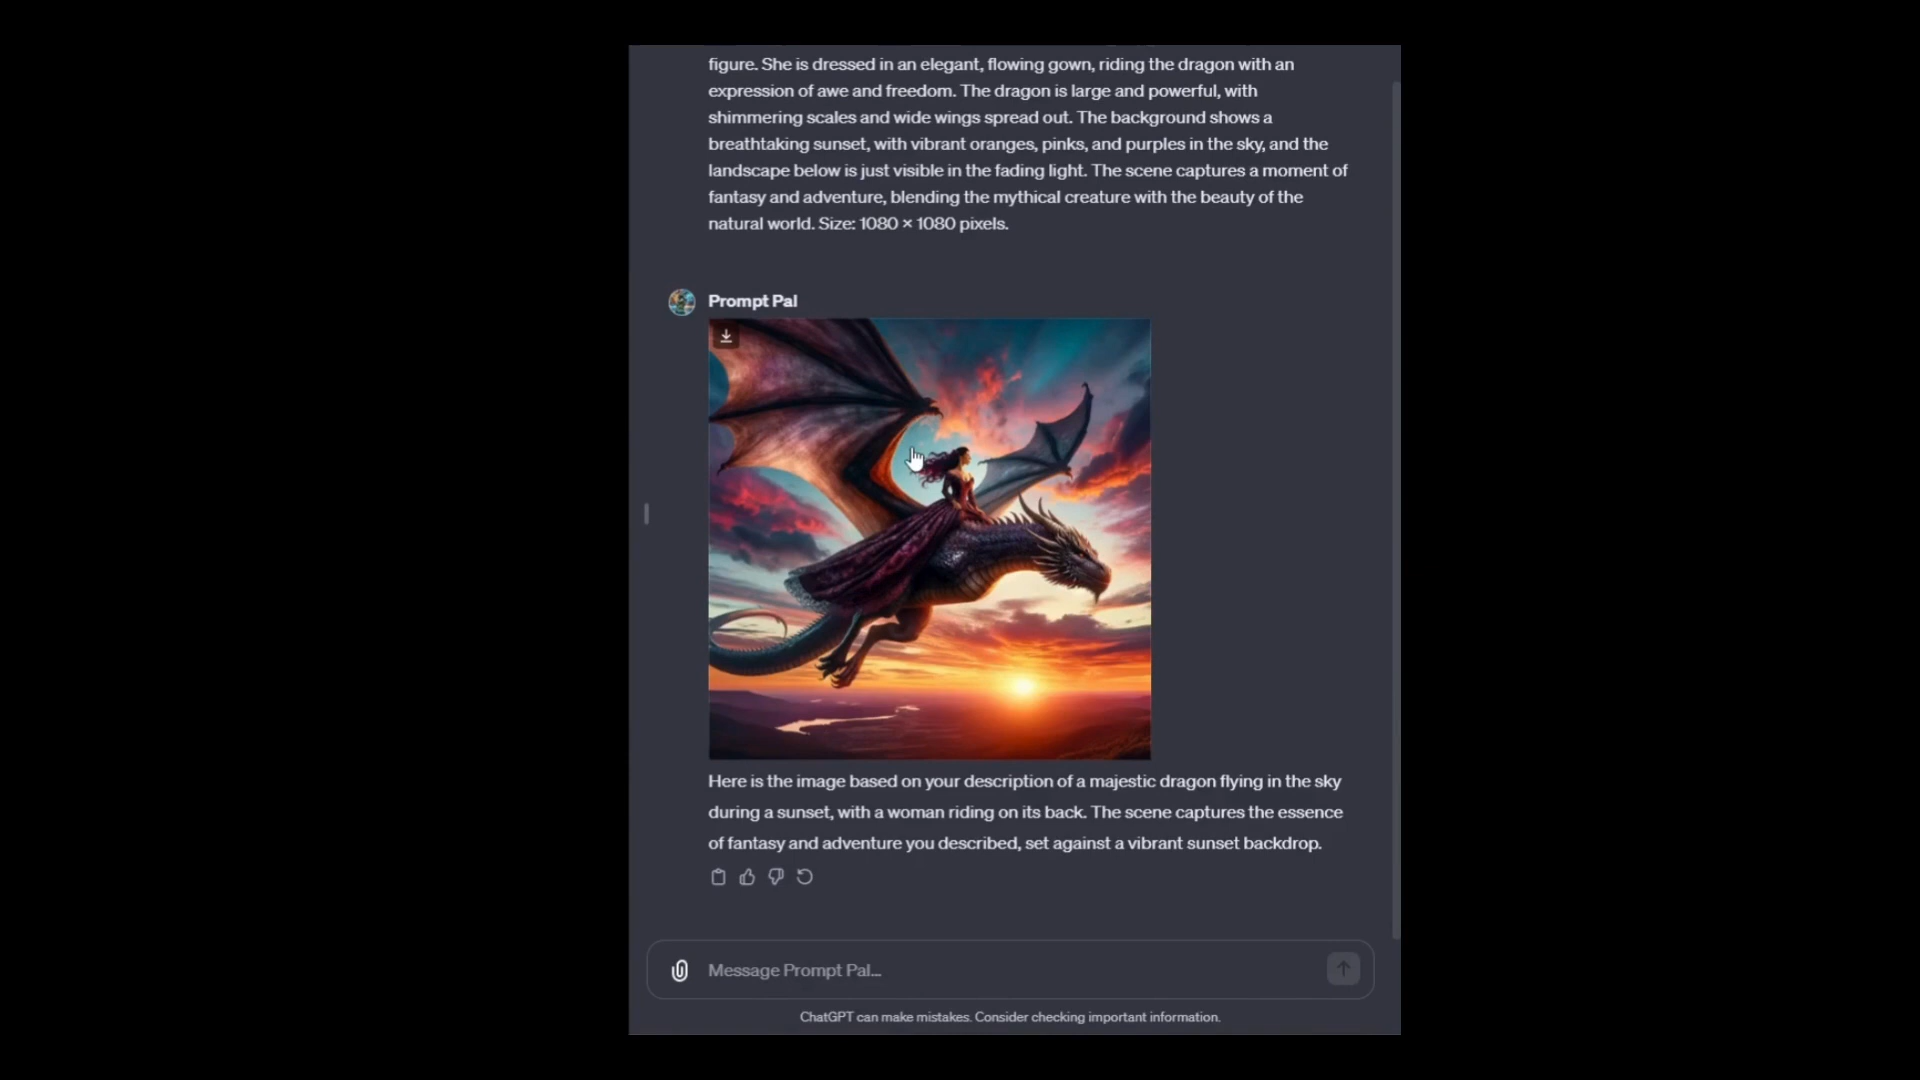 figure. She is dressed in an elegant, flowing gown, riding the dragon with an
expression of awe and freedom. The dragon is large and powerful, with
shimmering scales and wide wings spread out. The background shows a
breathtaking sunset, with vibrant oranges, pinks, and purples in the sky, and the
landscape below is just visible in the fading light. The scene captures a moment of
fantasy and adventure, blending the mythical creature with the beauty of the
natural world. Size: 1080 × 1080 pixels.
Prompt Pal
Here is the image based on your description of a majestic dragon flying in the sky
during a sunset, with a woman riding on its back. The scene captures the essence
of fantasy and adventure you described, set against a vibrant sunset backdrop.
Message Prompt Pal...
ChatGPT can make mistakes. Consider checking important information.